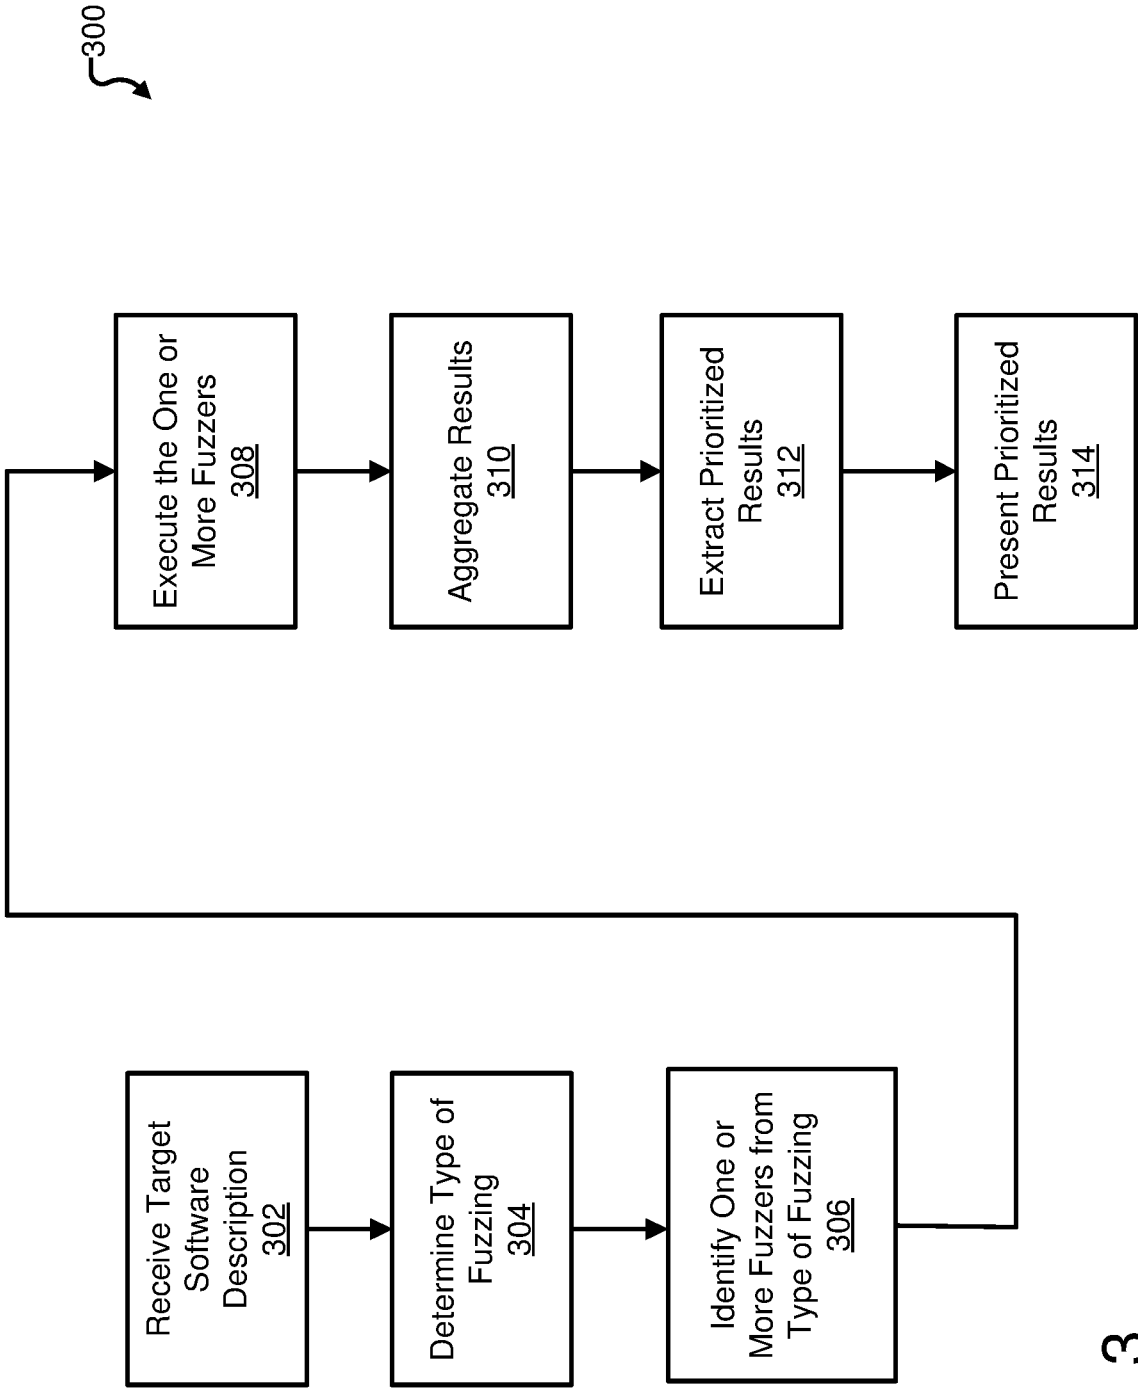 300
Receive Target
Software
Description
302
Determine Type of
Fuzzing
304
Identify One or
More Fuzzers from
Type of Fuzzing
306
Execute the One or
More Fuzzers
308
Aggregate Results
310
Extract Prioritized
Results
312
Present Prioritized
Results
314
3